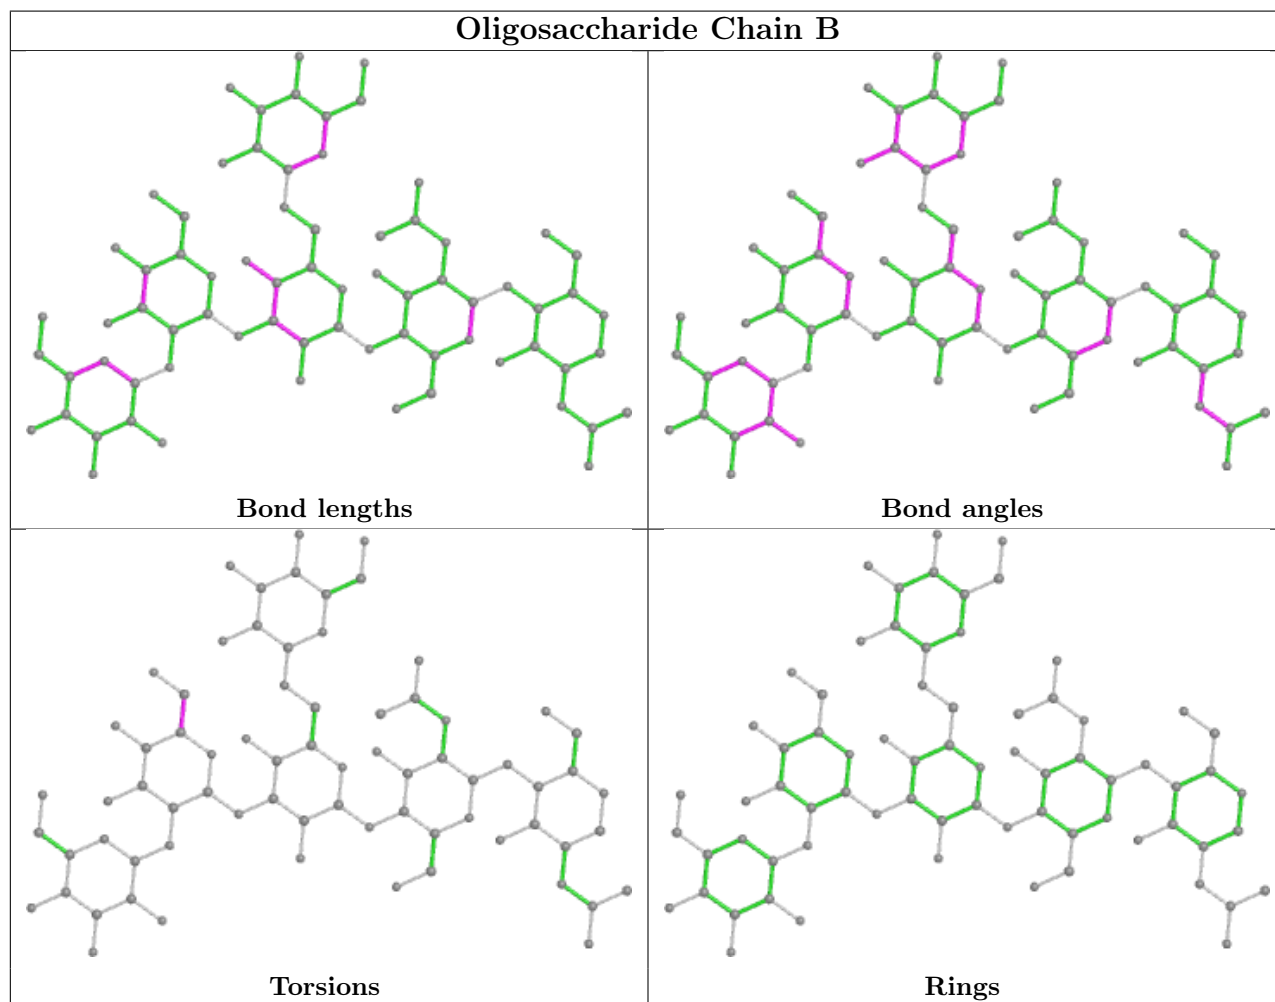 Oligosaccharide Chain B
Bond lengths
Bond angles
Torsions
Rings